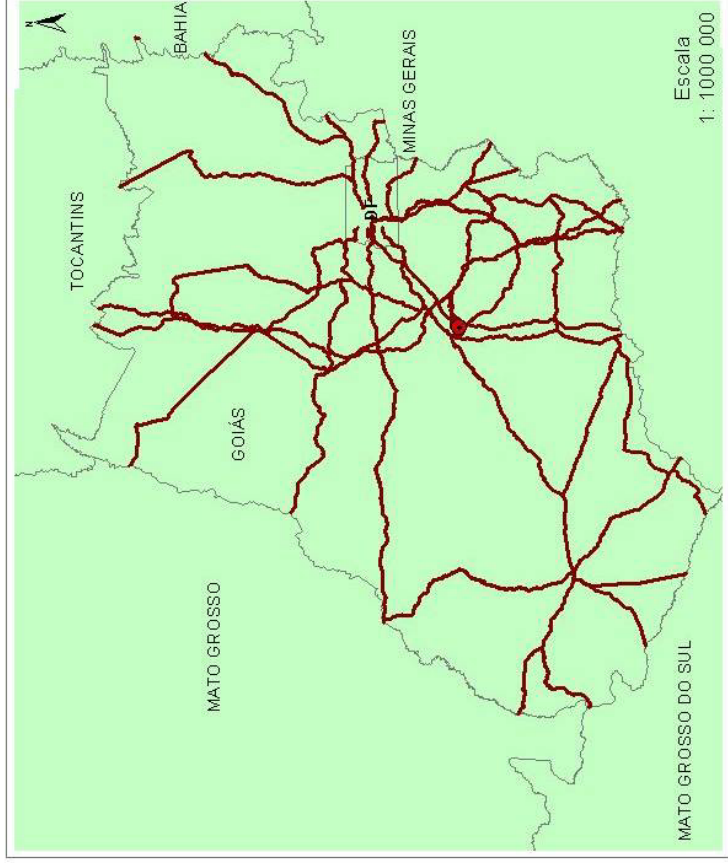 N
TOCANTINS
BAHIA
GOIÁS
DF
MINAS GERAIS
MATO GROSSO
MATO GROSSO DO SUL
Escala
1: 1000 000